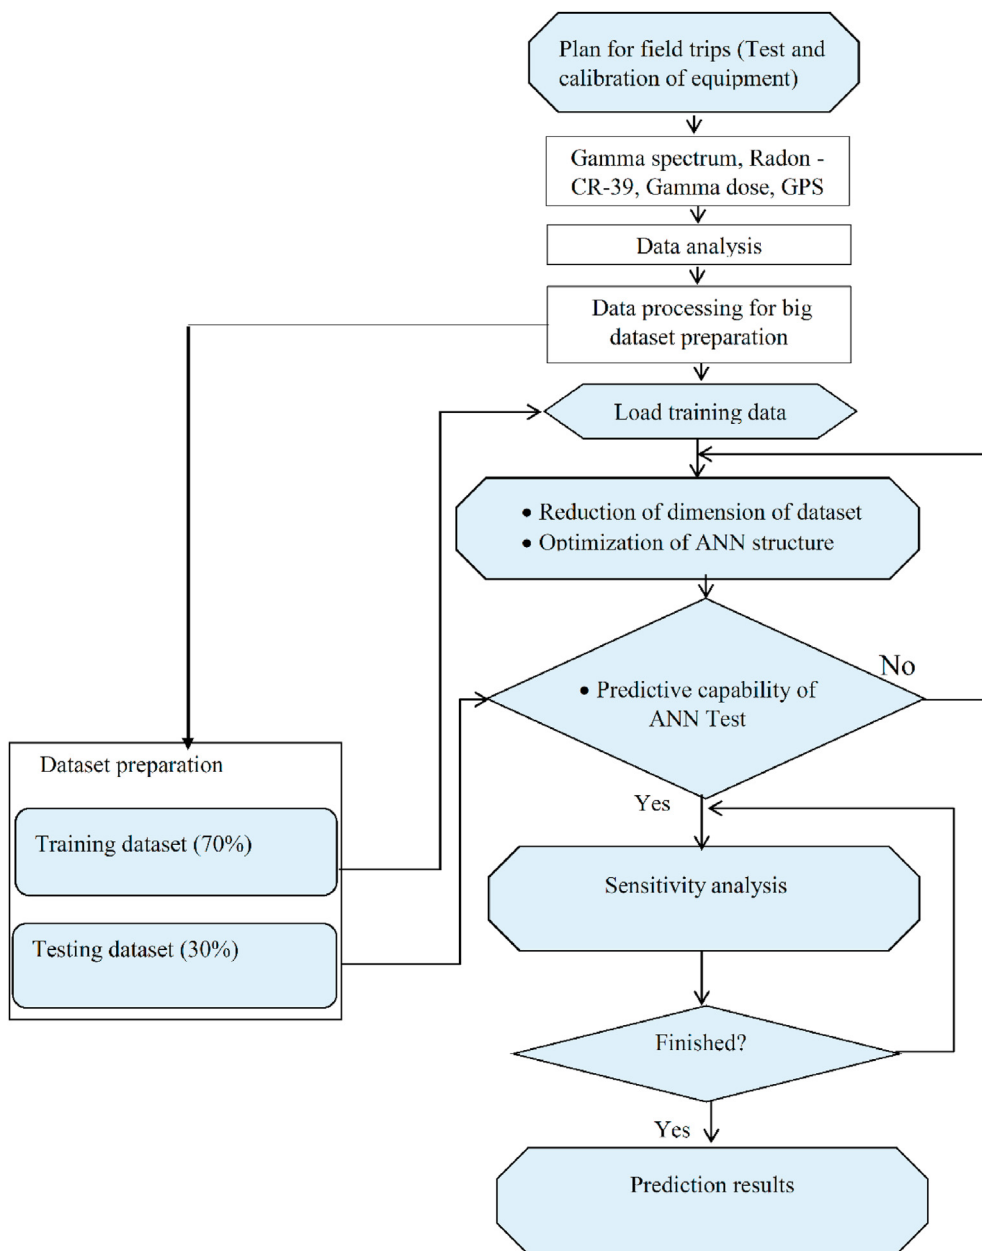 Plan for field trips (Test and
calibration of equipment)
Gamma spectrum, Radon -
CR-39, Gamma dose, GPS
Data analysis
Data processing for big
dataset preparation
Load training data
• Reduction of dimension of dataset
• Optimization of ANN structure
No
• Predictive capability of
ANN Test
Dataset preparation
Yes
Training dataset (70%)
Sensitivity analysis
Testing dataset (30%)
Finished?
Yes
Prediction results